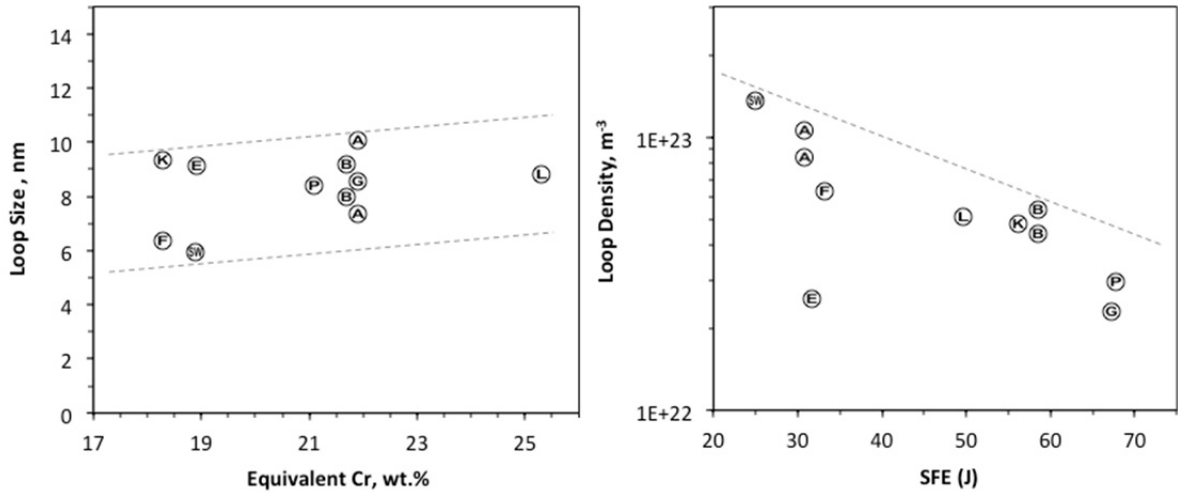 14
12
10
8
6
4
2
0
Loop Size , nm
K
E
A
B
P
G
B
A
L
F
SW
17
19
21
23
25
Equivalent Cr, wt.%
1E+23
1E+22
Loop Density, m-3
SW
A
A
F
E
L
K
B
B
P
G
20
30
40
50
60
70
SFE (J)